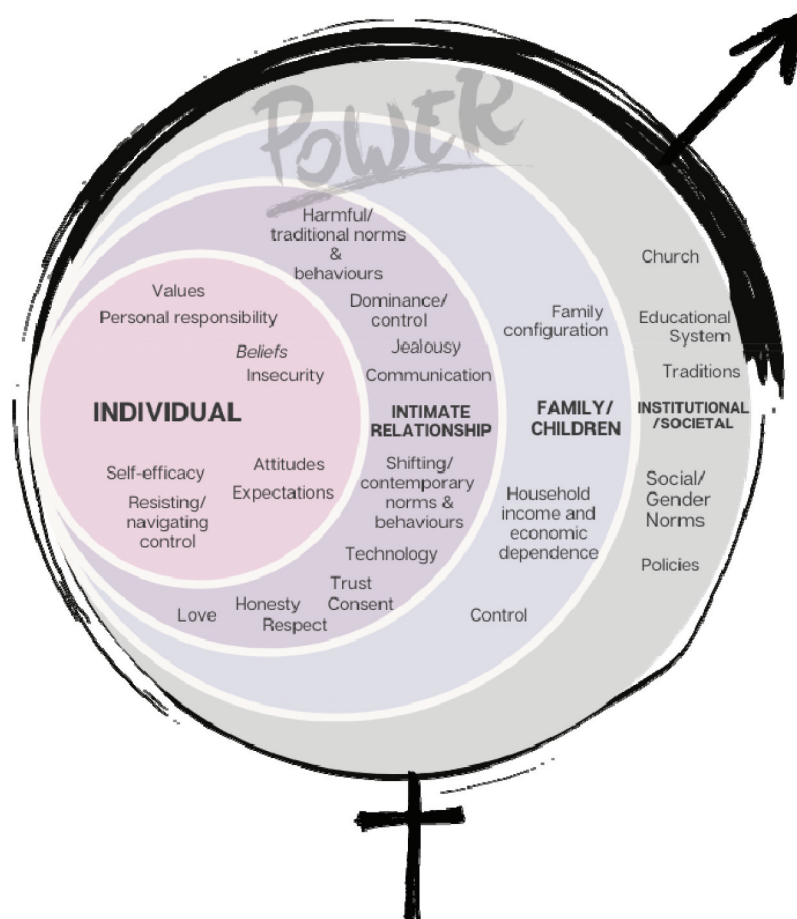 POWER
Harmful/
traditional norms
&
behaviours
Values
Personal responsibility
Beliefs
Insecurity
INDIVIDUAL
Self-efficacy
Attitudes
Expectations
Resisting/
navigating
control
Dominance/
control
Jealousy
Communication
INTIMATE
RELATIONSHIP
Shifting/
contemporary
norms &
behaviours
Technology
Trust
Consent
Honesty
Respect
Love
Family
configuration
FAMILY/
CHILDREN
Household
income and
economic
dependence
Control
Church
Educational
System
Traditions
INSTITUTIONAL
/SOCIETAL
Social/
Gender
Norms
Policies